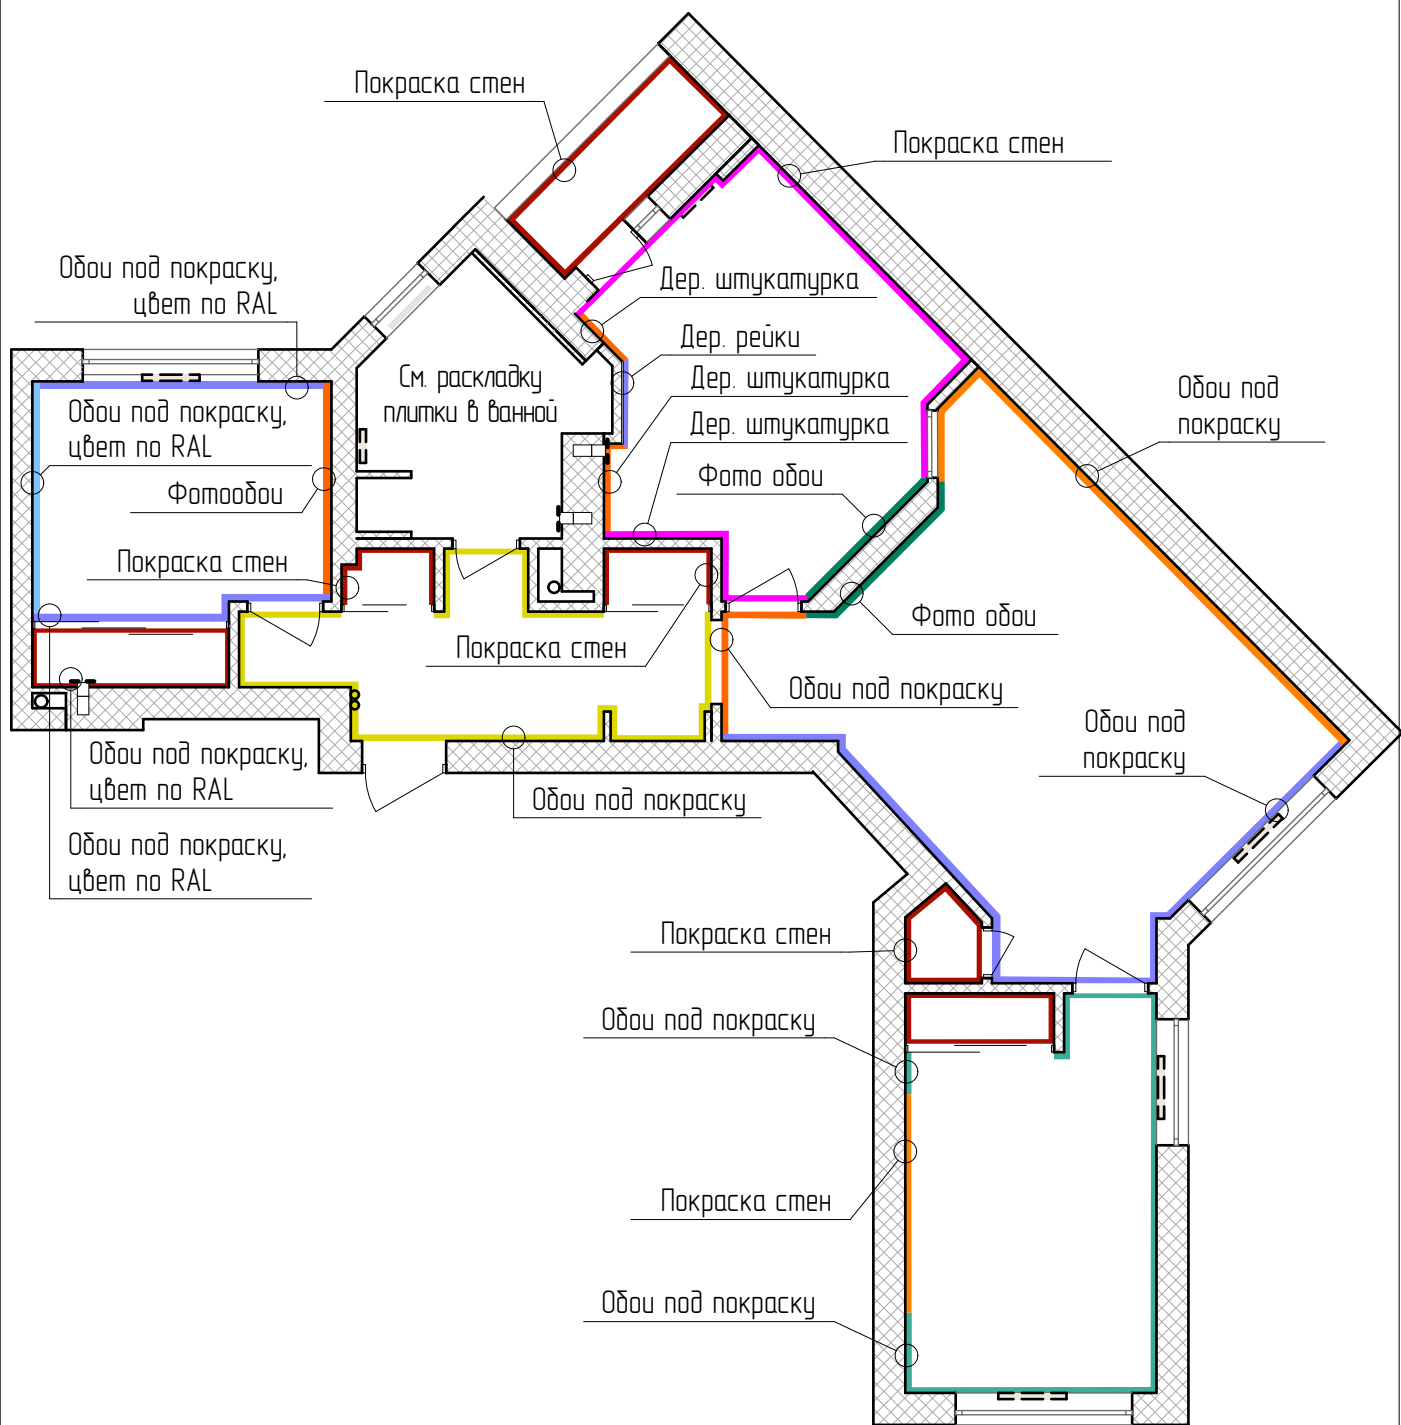 Покраска стен
Покраска стен
Обои под покраску,
цвет по RAL
Дер. штукатурка
Дер. рейки
См. раскладку
плитки в ванной
Дер. штукатурка
Обои под
покраску
Обои под покраску,
цвет по RAL
Дер. штукатурка
Фотообои
Фото обои
Покраска стен
Фото обои
Покраска стен
Обои под покраску
Обои под
покраску
Обои под покраску,
цвет по RAL
Обои под покраску
Обои под покраску,
цвет по RAL
Покраска стен
Обои под покраску
Покраска стен
Обои под покраску